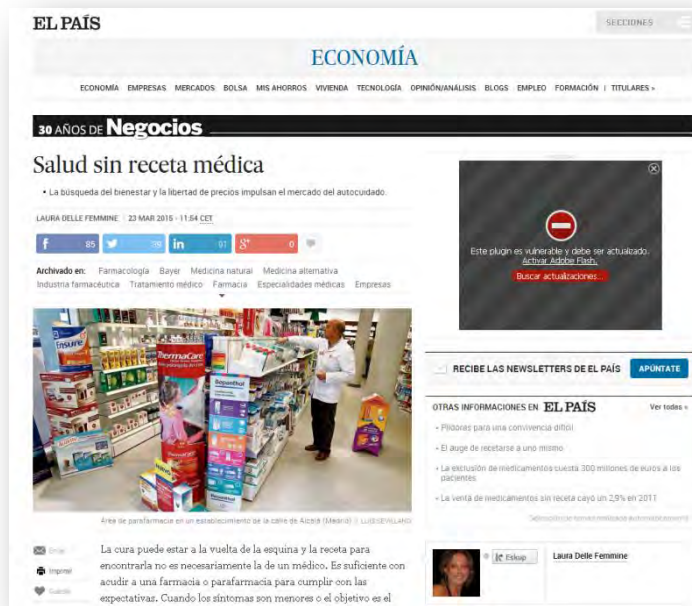 EL PAÍS
SECCIONES
ECONOMÍA
ECONOMÍA EMPRESAS MERCADOS BOLSA MIS AHORROS VIVIENDA TECNOLOGÍA OPINIÓN/ANÁLISIS BLOGS EMPLEO FORMACIÓN | TITULARES »
30 AÑOS DE Negocios
Salud sin receta médica
• La búsqueda del bienestar y la libertad de precios impulsan el mercado del autocuidado.
LAURA DELLE FEMMINE | 23 MAR 2015 - 11:54 CET
85
0
Archivado en: Farmacología Bayer Medicina natural Medicina alternativa
Industria farmacéutica Tratamiento médico Farmacia Especialidades médicas Empresas
Ensure
ThermaCare
Bepanthol
Área de parafarmacia en un establecimiento de la calle de Alcalá (Madrid) | LUIS SEVILLANO
Enviar
Imprimir
Guardar
La cura puede estar a la vuelta de la esquina y la receta para
encontrarla no es necesariamente la de un médico. Es suficiente con
acudir a una farmacia o parafarmacia para cumplir con las
expectativas. Cuando los síntomas son menores o el objetivo es el
Este plugin es vulnerable y debe ser actualizado.
Activar Adobe Flash.
Buscar actualizaciones...
RECIBE LAS NEWSLETTERS DE EL PAÍS APÚNTATE
OTRAS INFORMACIONES EN EL PAÍS Ver todas »
• Píldoras para una convivencia difícil
• El auge de recetarse a uno mismo
• La exclusión de medicamentos cuesta 300 millones de euros a los
pacientes
• La venta de medicamentos sin receta cayó un 2,9% en 2011
Eskup
Laura Delle Femmine